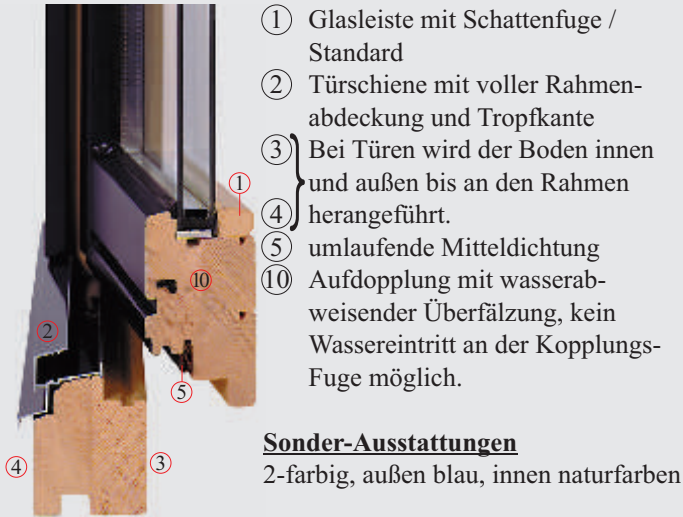 ① Glasleiste mit Schattenfuge /
Standard
② Türschiene mit voller Rahmen-
abdeckung und Tropfkante
③ Bei Türen wird der Boden innen
und außen bis an den Rahmen
④ herangeführt.
⑤ umlaufende Mitteldichtung
⑩ Aufdopplung mit wasserab-
weisender Überfälzung, kein
Wassereintritt an der Kopplungs-
Fuge möglich.
Sonder-Ausstattungen
2-farbig, außen blau, innen naturfarben
①
⑩
②
⑤
④
③